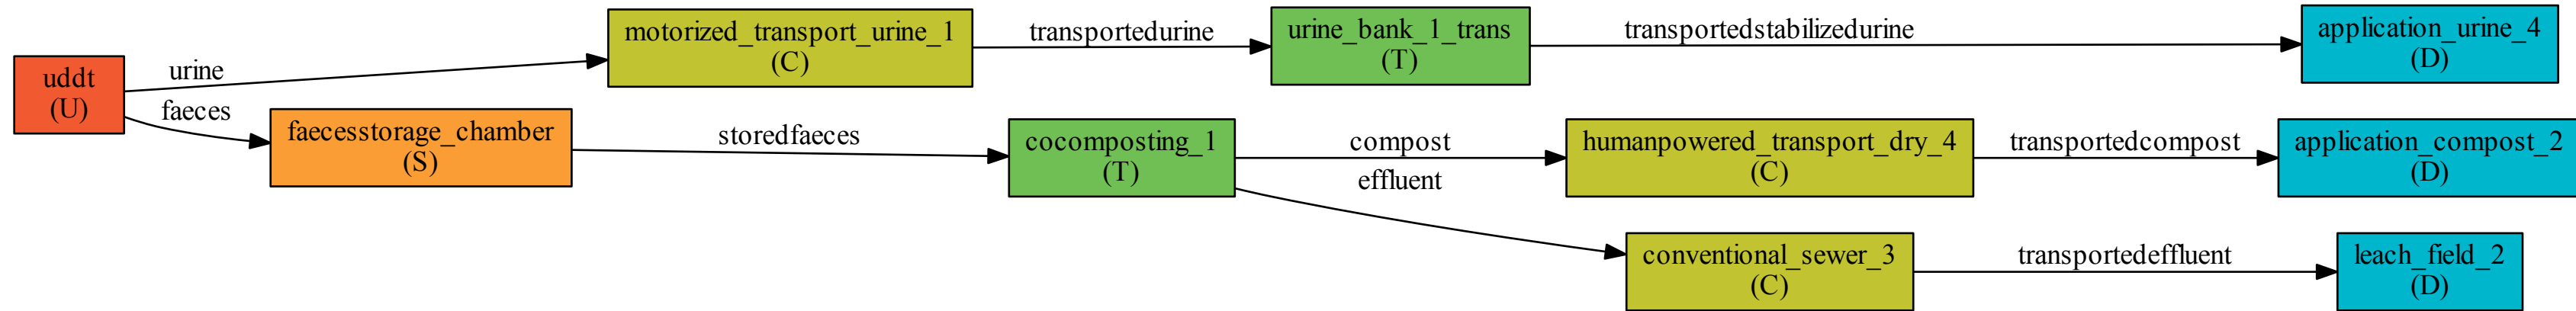 uddt
(U)
urine
faeces
motorized_transport_urine_1
(C)
transportedurine
urine_bank_1_trans
(T)
transportedstabilizedurine
application_urine_4
(D)
faecesstorage_chamber
(S)
storedfaeces
cocomposting_1
(T)
compost
effluent
humanpowered_transport_dry_4
(C)
transportedcompost
application_compost_2
(D)
conventional_sewer_3
(C)
transportedeffluent
leach_field_2
(D)